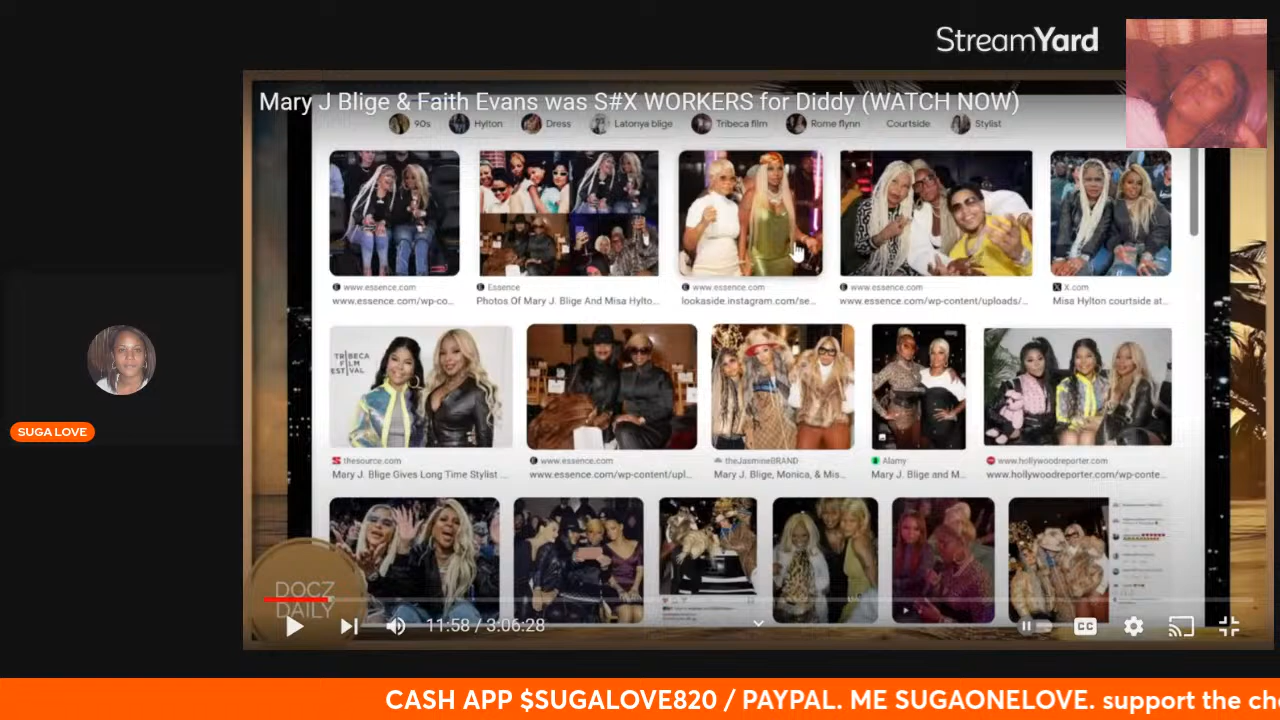 StreamYard
Mary J Blige & Faith Evans was S#X WORKERS for Diddy (WATCH NOW)
90s Hylton Dress Latonya blige Tribeca film Rome flynn Courtside Stylist
www.essence.com Essence www.essence.com www.essence.com X.com
www.essence.com/wp-co... Photos Of Mary J. Blige And Misa Hylto... lookaside.instagram.com/se... www.essence.com/wp-content/uploads/... Misa Hylton courtside at...
TRIBECA
FILM
thesource.com www.essence.com theJasmineBRAND Alamy www.hollywoodreporter.com
Mary J. Blige Gives Long Time Stylist ... www.essence.com/wp-content/upl... Mary J. Blige, Monica, & Mis... Mary J. Blige and M... www.hollywoodreporter.com/wp-conte...
SUGA LOVE
DOCZ
DAILY
11:58 / 3:06:28
CC
CASH APP $SUGALOVE820 / PAYPAL. ME SUGAONELOVE. support the ch